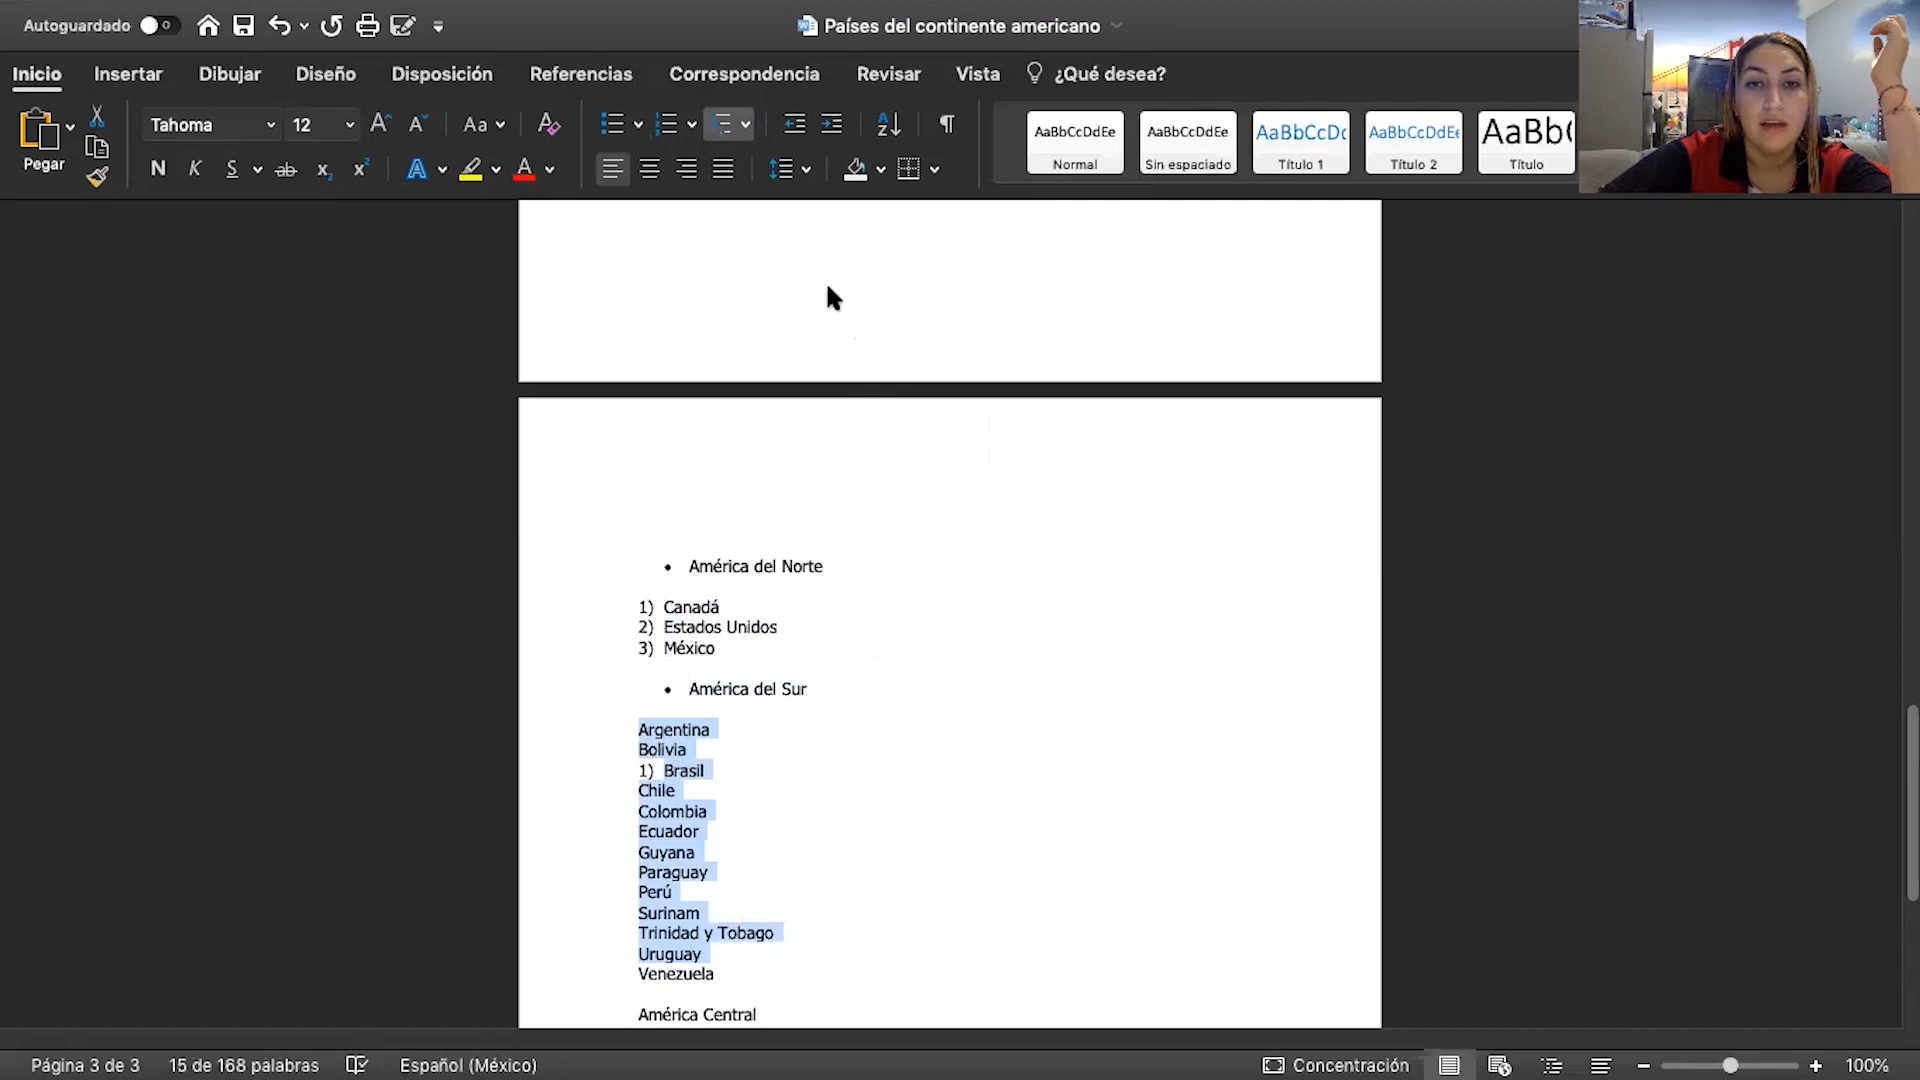 Autoguardado
Países del continente americano
Inicio Insertar Dibujar Diseño Disposición Referencias Correspondencia Revisar Vista ¿Qué desea?
Pegar
Tahoma 12 Aa
N K S ab x₂ x² A A
AaBbCcDdEe AaBbCcDdEe AaBbCcDc AaBbCcDdEe AaBb(
Normal Sin espaciado Título 1 Título 2 Título
• América del Norte
1) Canadá
2) Estados Unidos
3) México
• América del Sur
Argentina
Bolivia
1) Brasil
Chile
Colombia
Ecuador
Guyana
Paraguay
Perú
Surinam
Trinidad y Tobago
Uruguay
Venezuela
América Central
Página 3 de 3 15 de 168 palabras Español (México) Concentración 100%